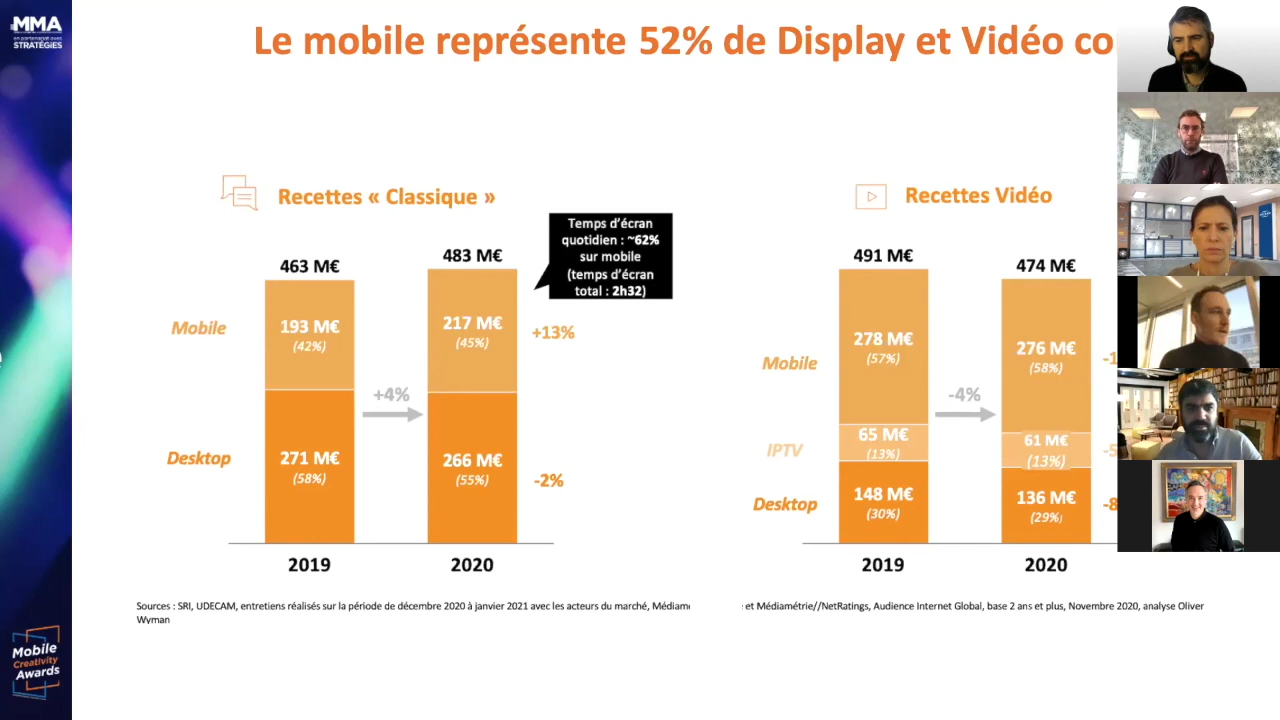 MMA
en partenariat avec
STRATÉGIES
Le mobile représente 52% de Display et Vidéo co
Recettes « Classique »
Temps d'écran
quotidien : ~62%
sur mobile
(temps d'écran
total : 2h32)
463 M€
483 M€
Mobile
193 M€
(42%)
217 M€
(45%)
+13%
+4%
Desktop
271 M€
(58%)
266 M€
(55%)
-2%
2019
2020
Recettes Vidéo
491 M€
474 M€
Mobile
278 M€
(57%)
276 M€
(58%)
-1
-4%
IPTV
65 M€
(13%)
61 M€
(13%)
-5
Desktop
148 M€
(30%)
136 M€
(29%)
-8
2019
2020
Sources : SRI, UDECAM, entretiens réalisés sur la période de décembre 2020 à janvier 2021 avec les acteurs du marché, et Médiamétrie//NetRatings, Audience Internet Global, base 2 ans et plus, Novembre 2020, analyse Oliver
Wyman
Mobile
Creativity
Awards